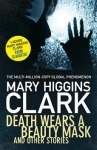 THE MULTI-MILLION-COPY GLOBAL PHENOMENON
MARY HIGGINS
CLARK
DEATH WEARS A
BEAUTY MASK
AND OTHER STORIES